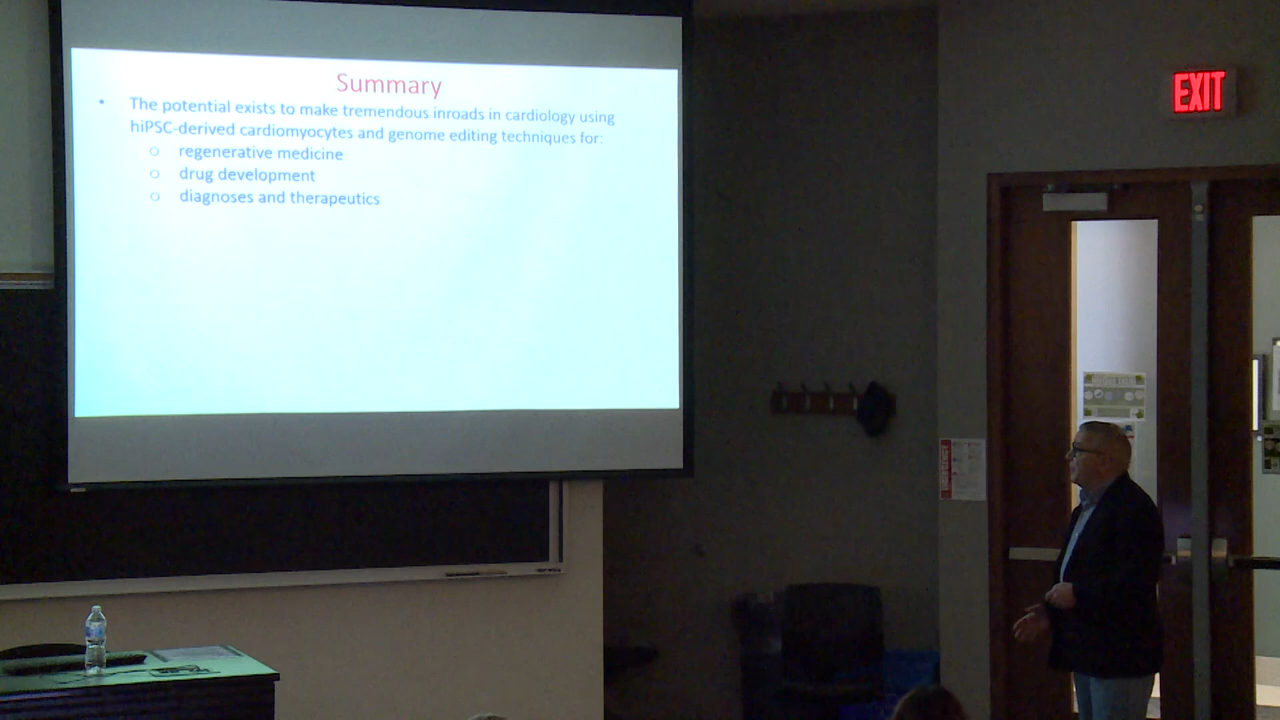 Summary
• The potential exists to make tremendous inroads in cardiology using
hiPSC-derived cardiomyocytes and genome editing techniques for:
○ regenerative medicine
○ drug development
○ diagnoses and therapeutics
EXIT
EMERGENCY